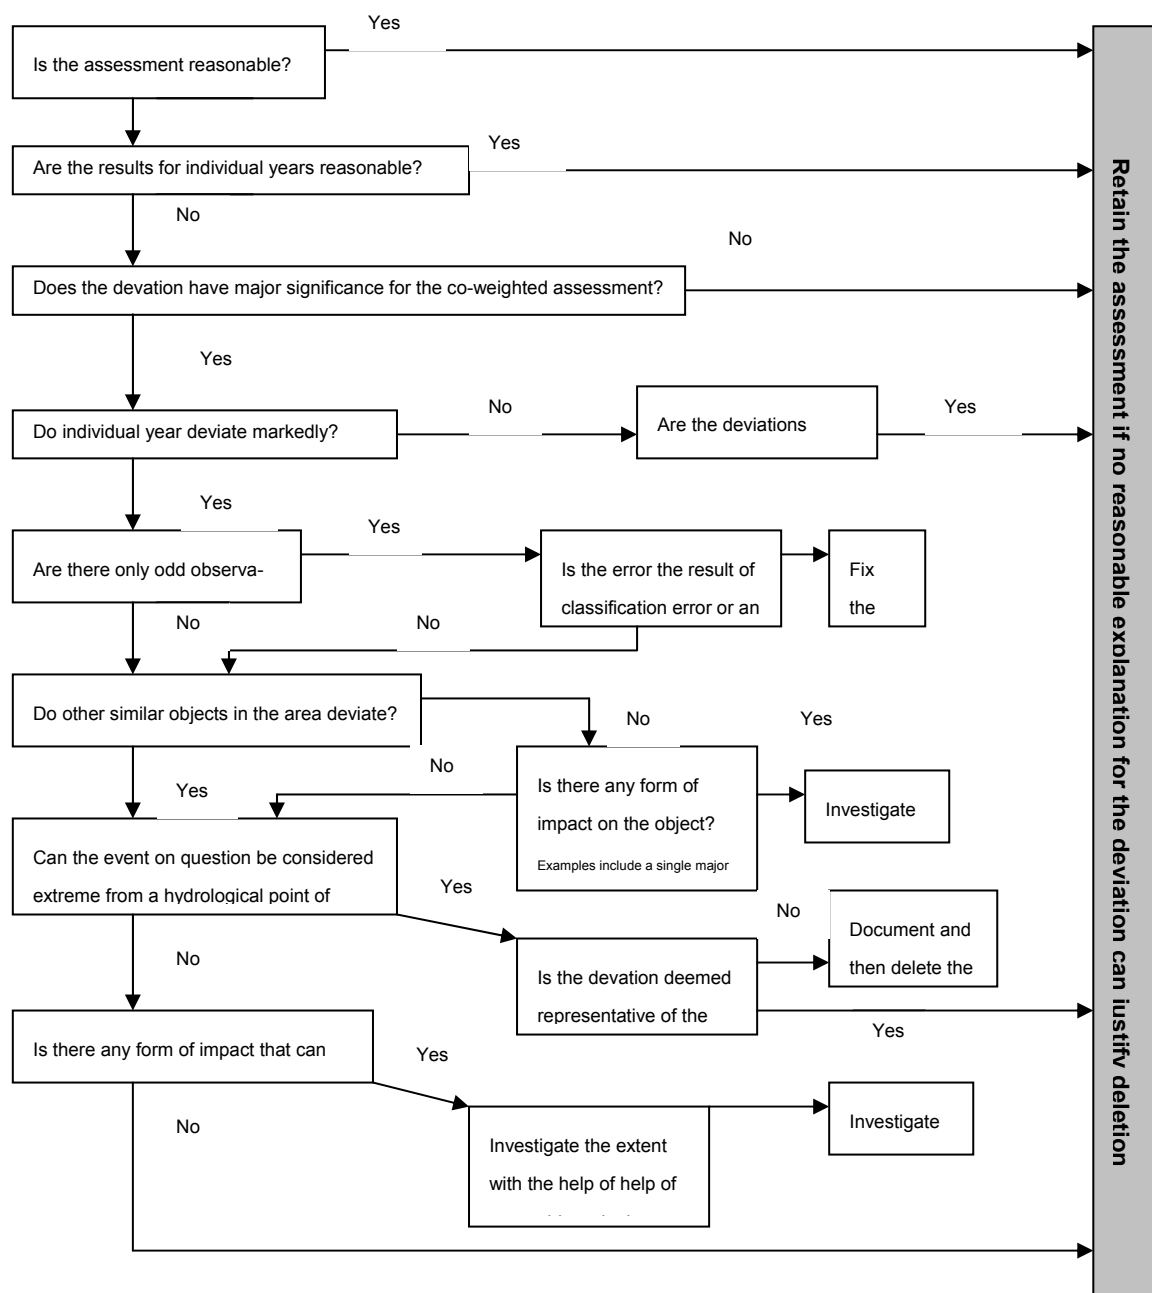 Yes
Is the assessment reasonable?
Yes
Are the results for individual years reasonable?
No
No
Does the devation have major significance for the co-weighted assessment?
Yes
No
Yes
Do individual year deviate markedly?
Are the deviations
Yes
Yes
Are there only odd observa-
Is the error the result of
classification error or an
Fix
the
No
No
Do other similar objects in the area deviate?
No
Yes
No
Yes
Is there any form of
impact on the object?
Examples include a single major
Investigate
Can the event on question be considered
extreme from a hydrological point of
Yes
No
Document and
then delete the
No
Is the devation deemed
representative of the
Yes
Is there any form of impact that can
Yes
No
Investigate the extent
with the help of help of
Investigate
Retain the assessment if no reasonable explanation for the deviation can justify deletion